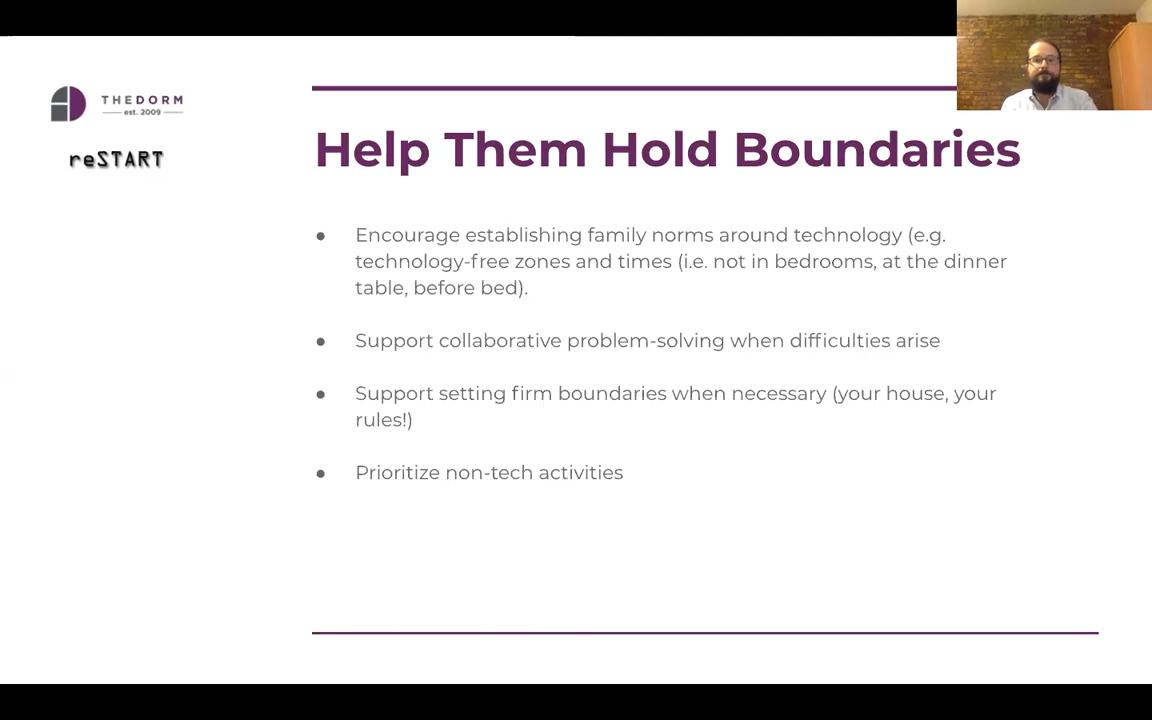 THEDORM
est. 2009
reSTART
Help Them Hold Boundaries
● Encourage establishing family norms around technology (e.g.
technology-free zones and times (i.e. not in bedrooms, at the dinner
table, before bed).
● Support collaborative problem-solving when difficulties arise
● Support setting firm boundaries when necessary (your house, your
rules!)
● Prioritize non-tech activities